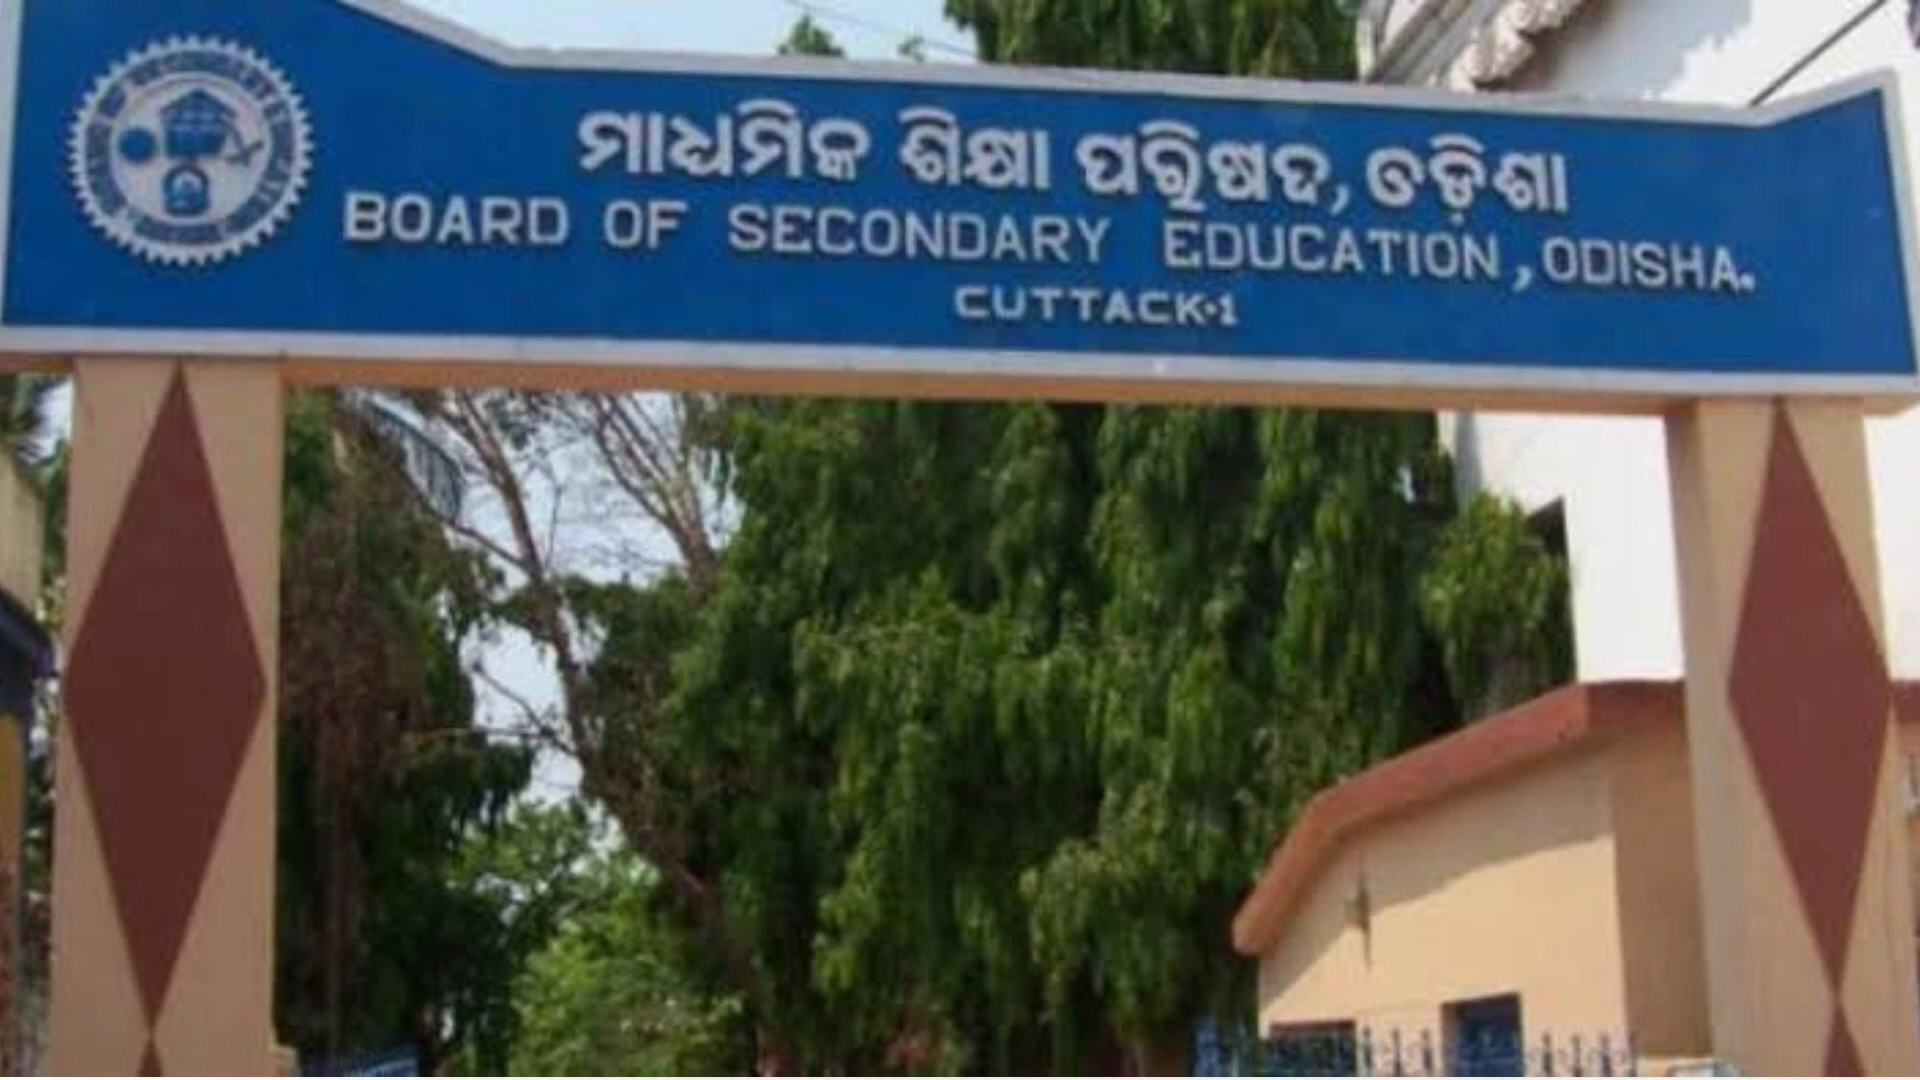 ମାଧ୍ୟମିକ ଶିକ୍ଷା ପରିଷଦ, ଓଡ଼ିଶା
BOARD OF SECONDARY EDUCATION, ODISHA.
CUTTACK-1